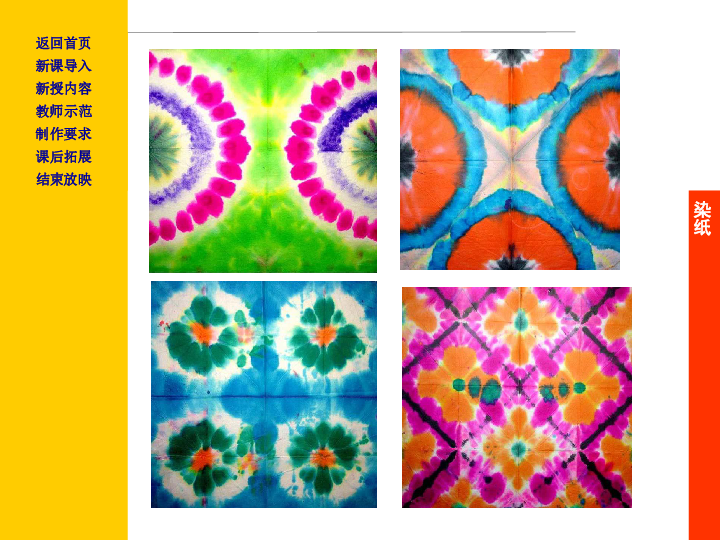 返回首页
新课导入
新授内容
教师示范
制作要求
课后拓展
结束放映
染纸